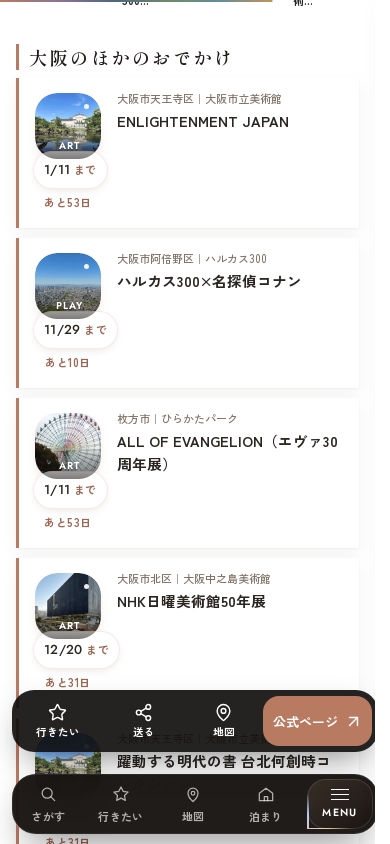 大阪のほかのおでかけ
大阪市天王寺区｜大阪市立美術館
ENLIGHTENMENT JAPAN
ART
1/11 まで
あと53日
大阪市阿倍野区｜ハルカス300
ハルカス300×名探偵コナン
PLAY
11/29 まで
あと10日
枚方市｜ひらかたパーク
ALL OF EVANGELION（エヴァ30
周年展）
ART
1/11 まで
あと53日
大阪市北区｜大阪中之島美術館
NHK日曜美術館50年展
ART
12/20 まで
あと31日
行きたい
送る
地図
公式ページ
躍動する明代の書 台北何創時コ
さがす
行きたい
地図
泊まり
MENU
あと31日